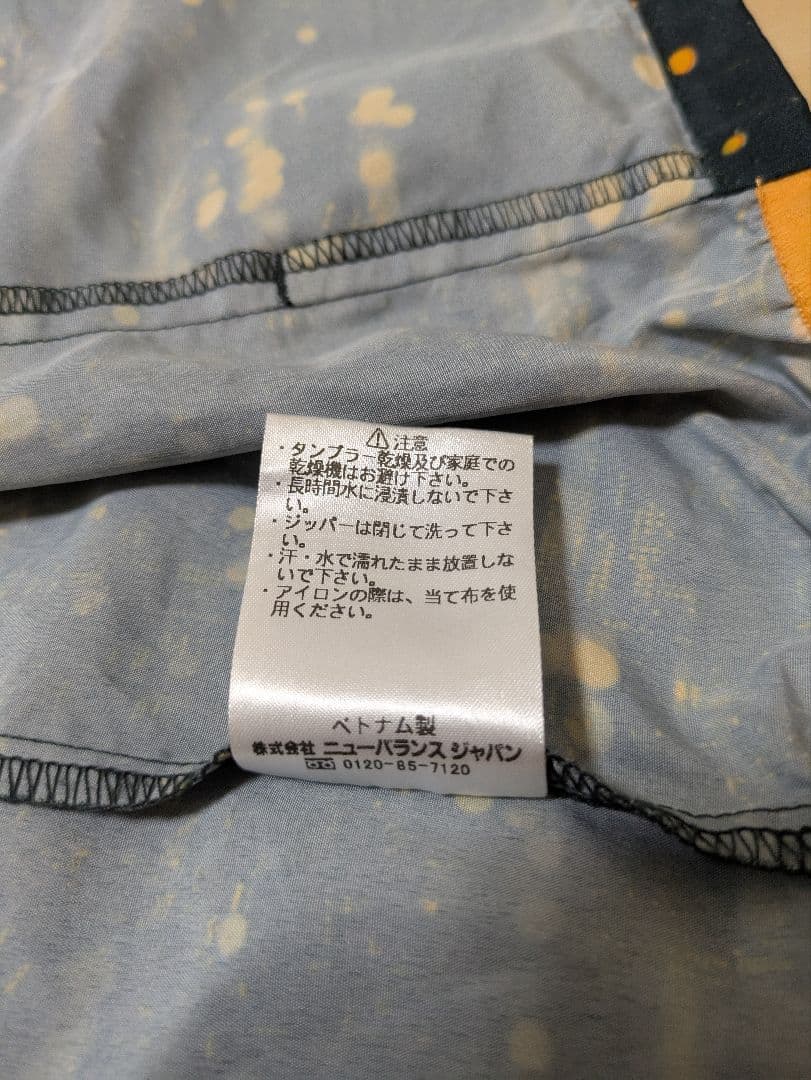 ⚠注意
・タンブラー乾燥及び家庭での
乾燥機はお避け下さい。
・長時間水に浸漬しないで下さ
い。
・ジッパーは閉じて洗って下さ
い。
・汗・水で濡れたまま放置しな
いで下さい。
・アイロンの際は、当て布を使
用ください。
ベトナム製
株式会社 ニューバランス ジャパン
0120-85-7120